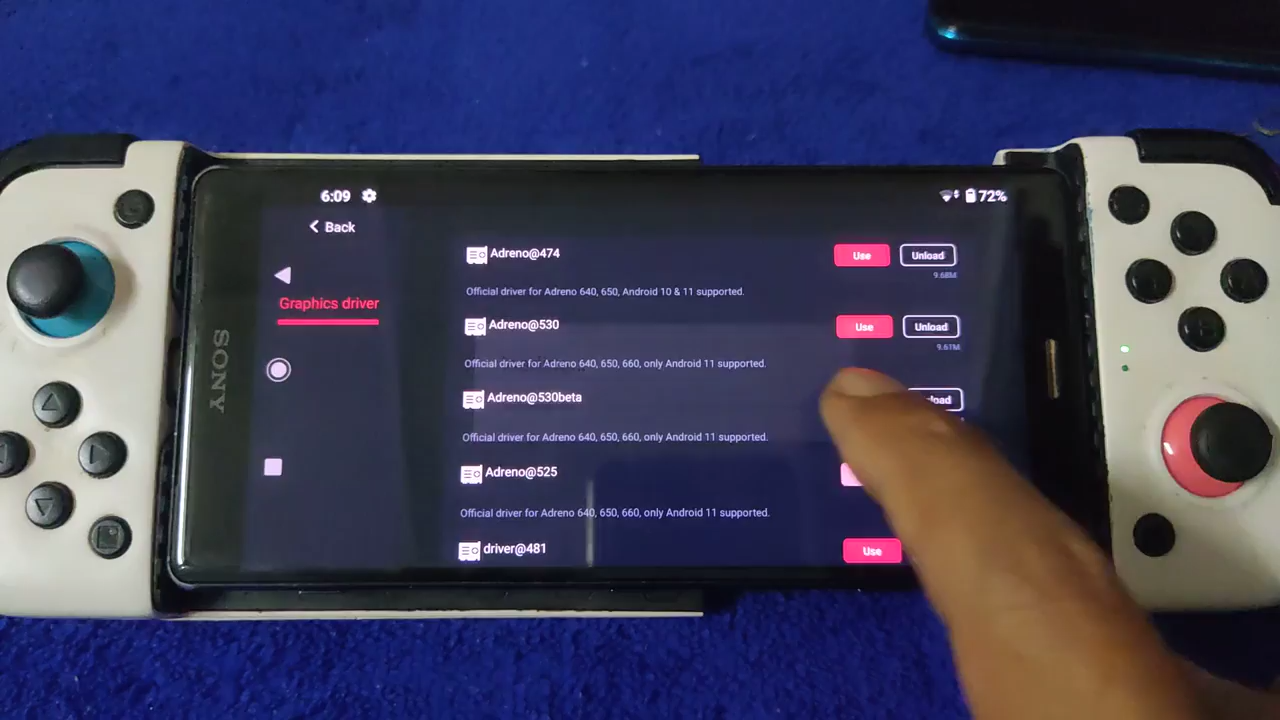 6:09
72%
Back
Graphics driver
SONY
Adreno@474
Use
Unload
9.68M
Official driver for Adreno 640, 650, Android 10 & 11 supported.
Adreno@530
Use
Unload
9.61M
Official driver for Adreno 640, 650, 660, only Android 11 supported.
Adreno@530beta
Official driver for Adreno 640, 650, 660, only Android 11 supported.
Adreno@525
Official driver for Adreno 640, 650, 660, only Android 11 supported.
driver@481
Use